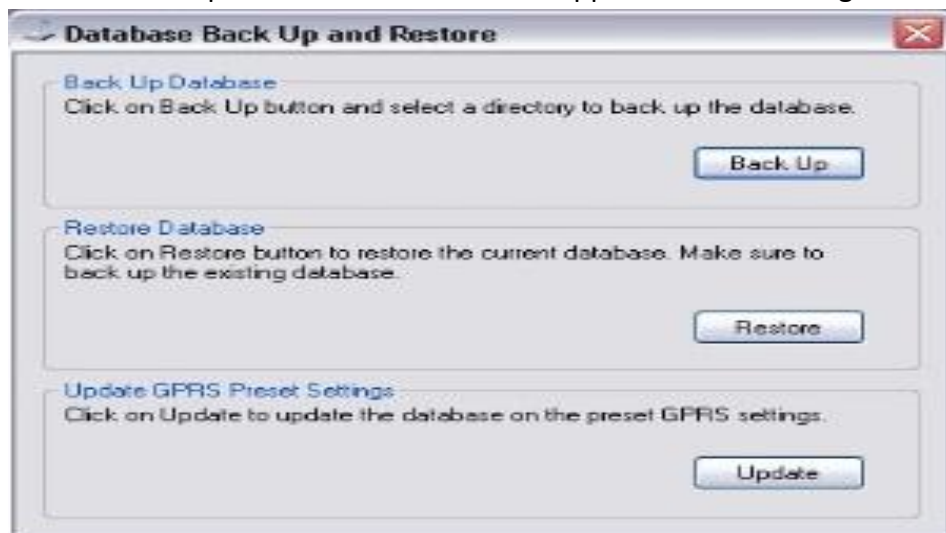 Database Back Up and Restore
Back Up Database
Click on Back Up button and select a directory to back up the database.
Back Up
Restore Database
Click on Restore button to restore the current database. Make sure to
back up the existing database.
Restore
Update GPRS Preset Settings
Click on Update to update the database on the preset GPRS settings.
Update